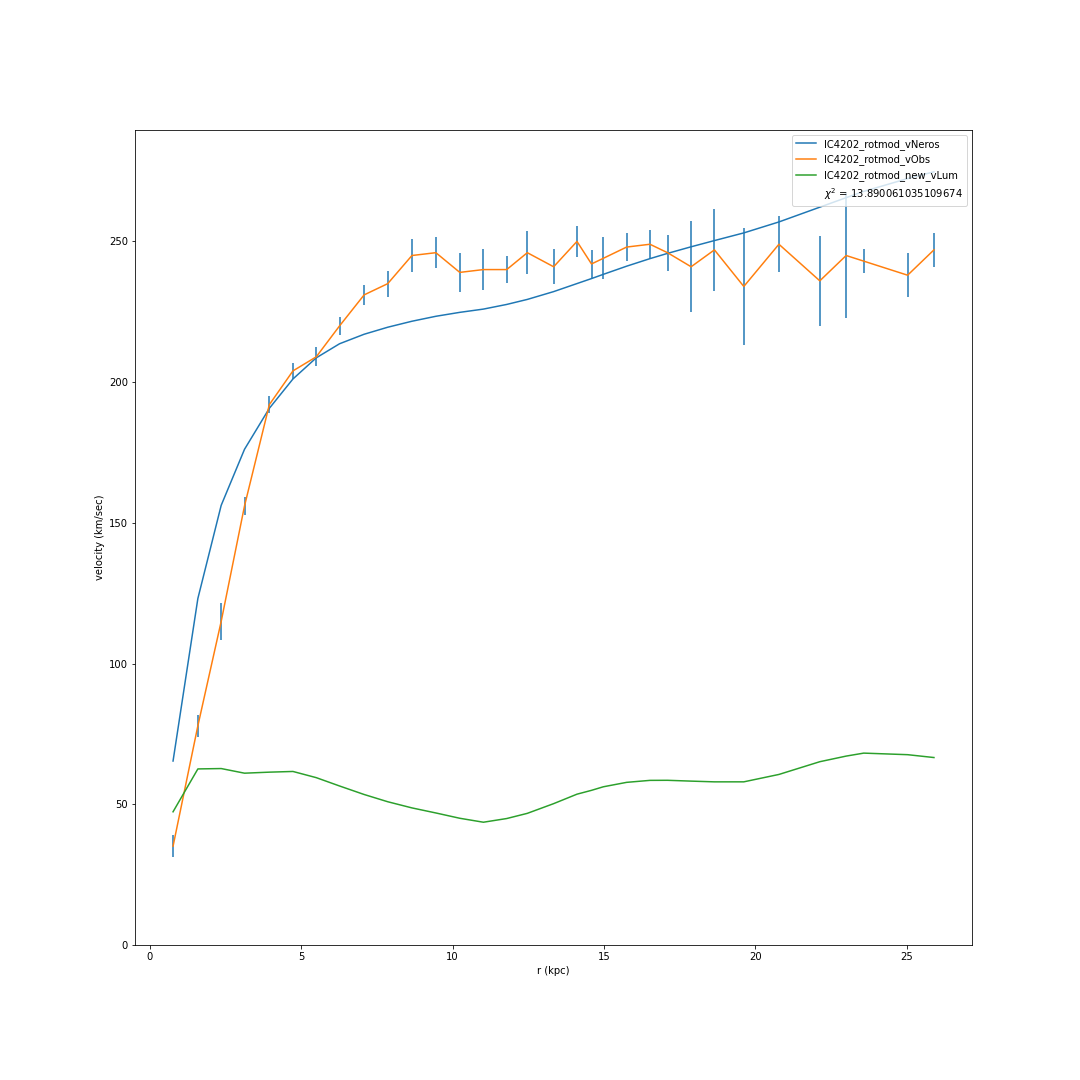 IC4202_rotmod_vNeros
IC4202_rotmod_vObs
IC4202_rotmod_new_vLum
χ² = 13.890061035109674
250
200
150
100
50
0
velocity (km/sec)
0 5 10 15 20 25
r (kpc)